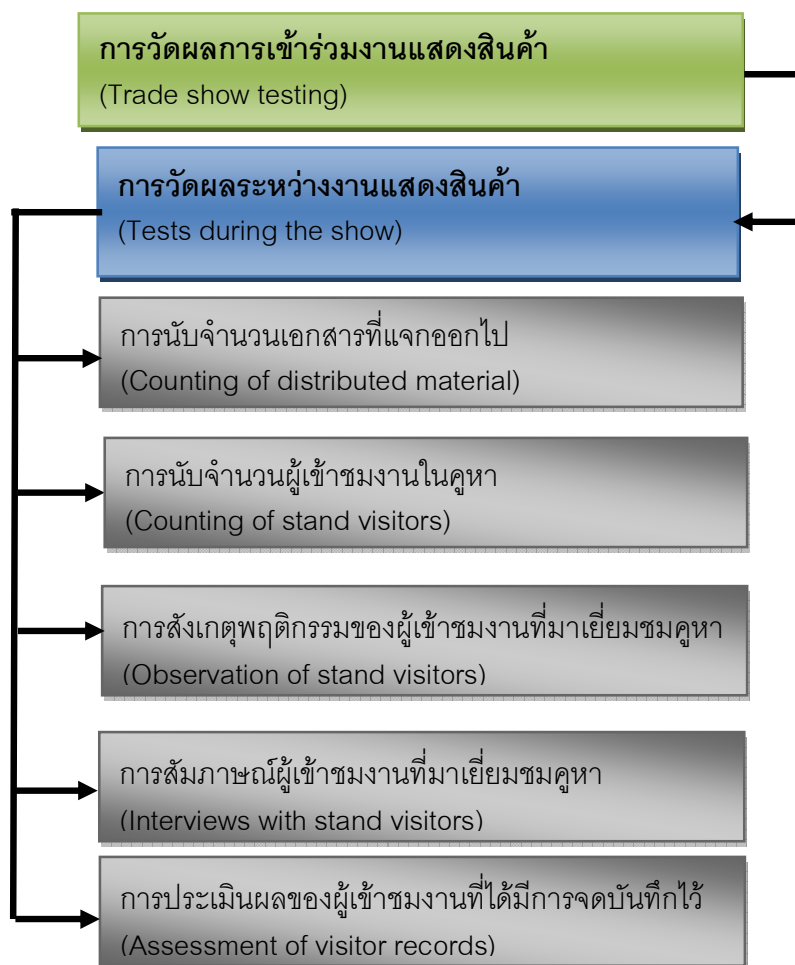 การวัดผลการเข้าร่วมงานแสดงสินค้า
(Trade show testing)
การวัดผลระหว่างงานแสดงสินค้า
(Tests during the show)
การนับจำนวนเอกสารที่แจกออกไป
(Counting of distributed material)
การนับจำนวนผู้เข้าชมงานในคูหา
(Counting of stand visitors)
การสังเกตุพฤติกรรมของผู้เข้าชมงานที่มาเยี่ยมชมคูหา
(Observation of stand visitors)
การสัมภาษณ์ผู้เข้าชมงานที่มาเยี่ยมชมคูหา
(Interviews with stand visitors)
การประเมินผลของผู้เข้าชมงานที่ได้มีการจดบันทึกไว้
(Assessment of visitor records)